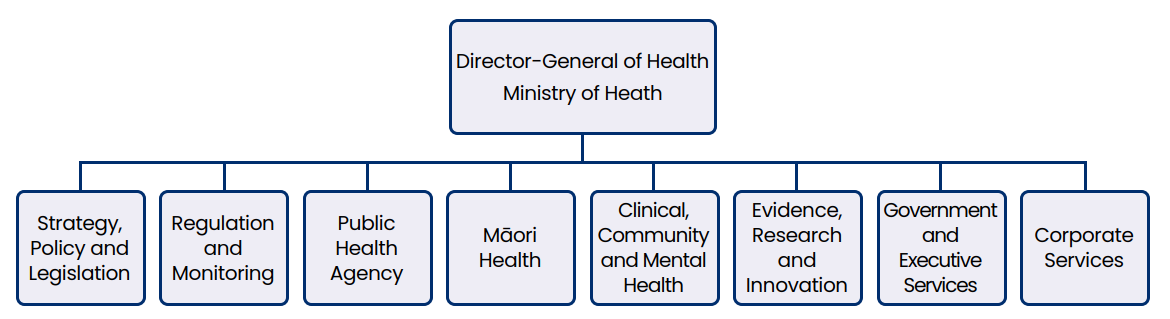 Director-General of Health
Ministry of Heath
Strategy,
Policy and
Legislation
Regulation
and
Monitoring
Public
Health
Agency
Māori
Health
Clinical,
Community
and Mental
Health
Evidence,
Research
and
Innovation
Government
and
Executive
Services
Corporate
Services